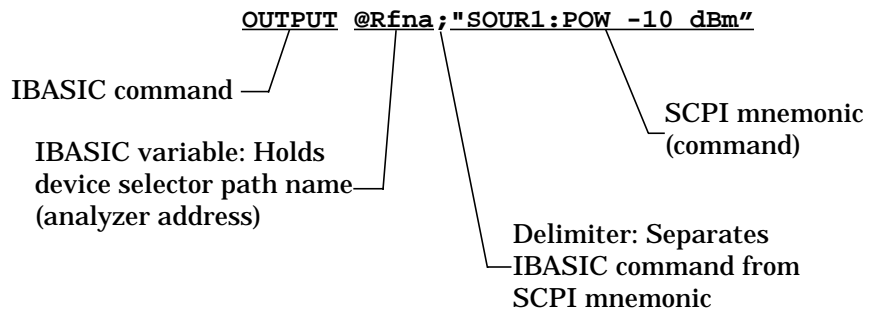 OUTPUT @Rfna;"SOUR1:POW -10 dBm”
IBASIC command
SCPI mnemonic
(command)
IBASIC variable: Holds
device selector path name
(analyzer address)
Delimiter: Separates
IBASIC command from
SCPI mnemonic